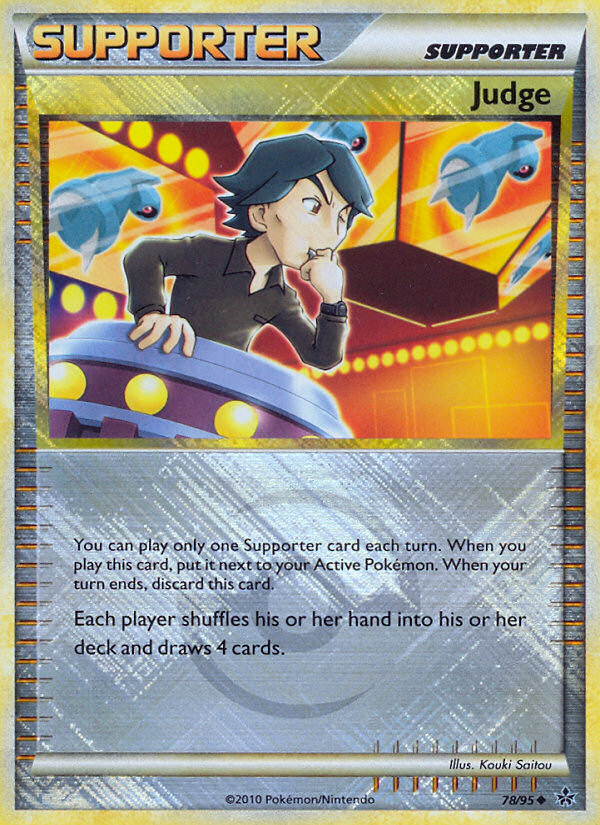 SUPPORTER
SUPPORTER
Judge
You can play only one Supporter card each turn. When you
play this card, put it next to your Active Pokémon. When your
turn ends, discard this card.
Each player shuffles his or her hand into his or her
deck and draws 4 cards.
Illus. Kouki Saitou
©2010 Pokémon/Nintendo
78/95